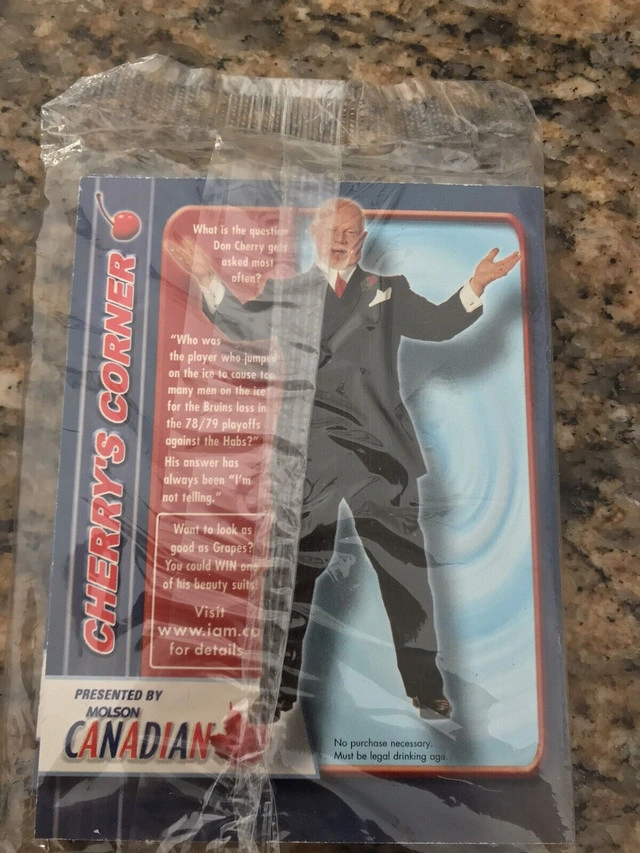 CHERRY'S CORNER
What is the question
Don Cherry gets
asked most
often?
"Who was
the player who jumped
on the ice to cause too
many men on the ice
for the Bruins loss in
the 78/79 playoffs
against the Habs?"
His answer has
always been "I'm
not telling."
Want to look as
good as Grapes?
You could WIN one
of his beauty suits!
Visit
www.iam.ca
for details
PRESENTED BY
MOLSON
CANADIAN
No purchase necessary.
Must be legal drinking age.